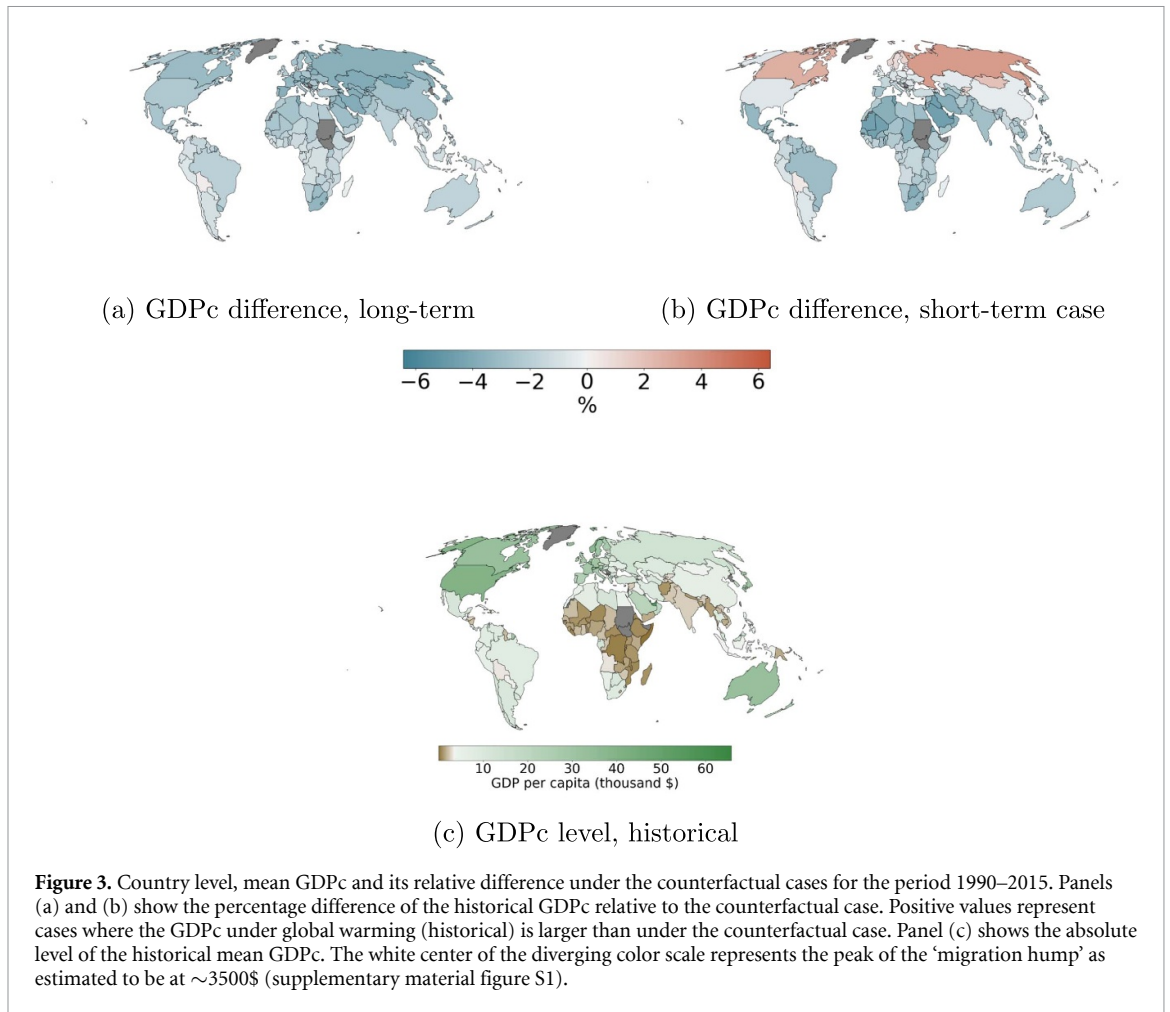 (a) GDPc difference, long-term
(b) GDPc difference, short-term case
−6 −4 −2 0 2 4 6
%
10 20 30 40 50 60
GDP per capita (thousand $)
(c) GDPc level, historical
Figure 3. Country level, mean GDPc and its relative difference under the counterfactual cases for the period 1990–2015. Panels
(a) and (b) show the percentage difference of the historical GDPc relative to the counterfactual case. Positive values represent
cases where the GDPc under global warming (historical) is larger than under the counterfactual case. Panel (c) shows the absolute
level of the historical mean GDPc. The white center of the diverging color scale represents the peak of the ‘migration hump’ as
estimated to be at ∼3500$ (supplementary material figure S1).